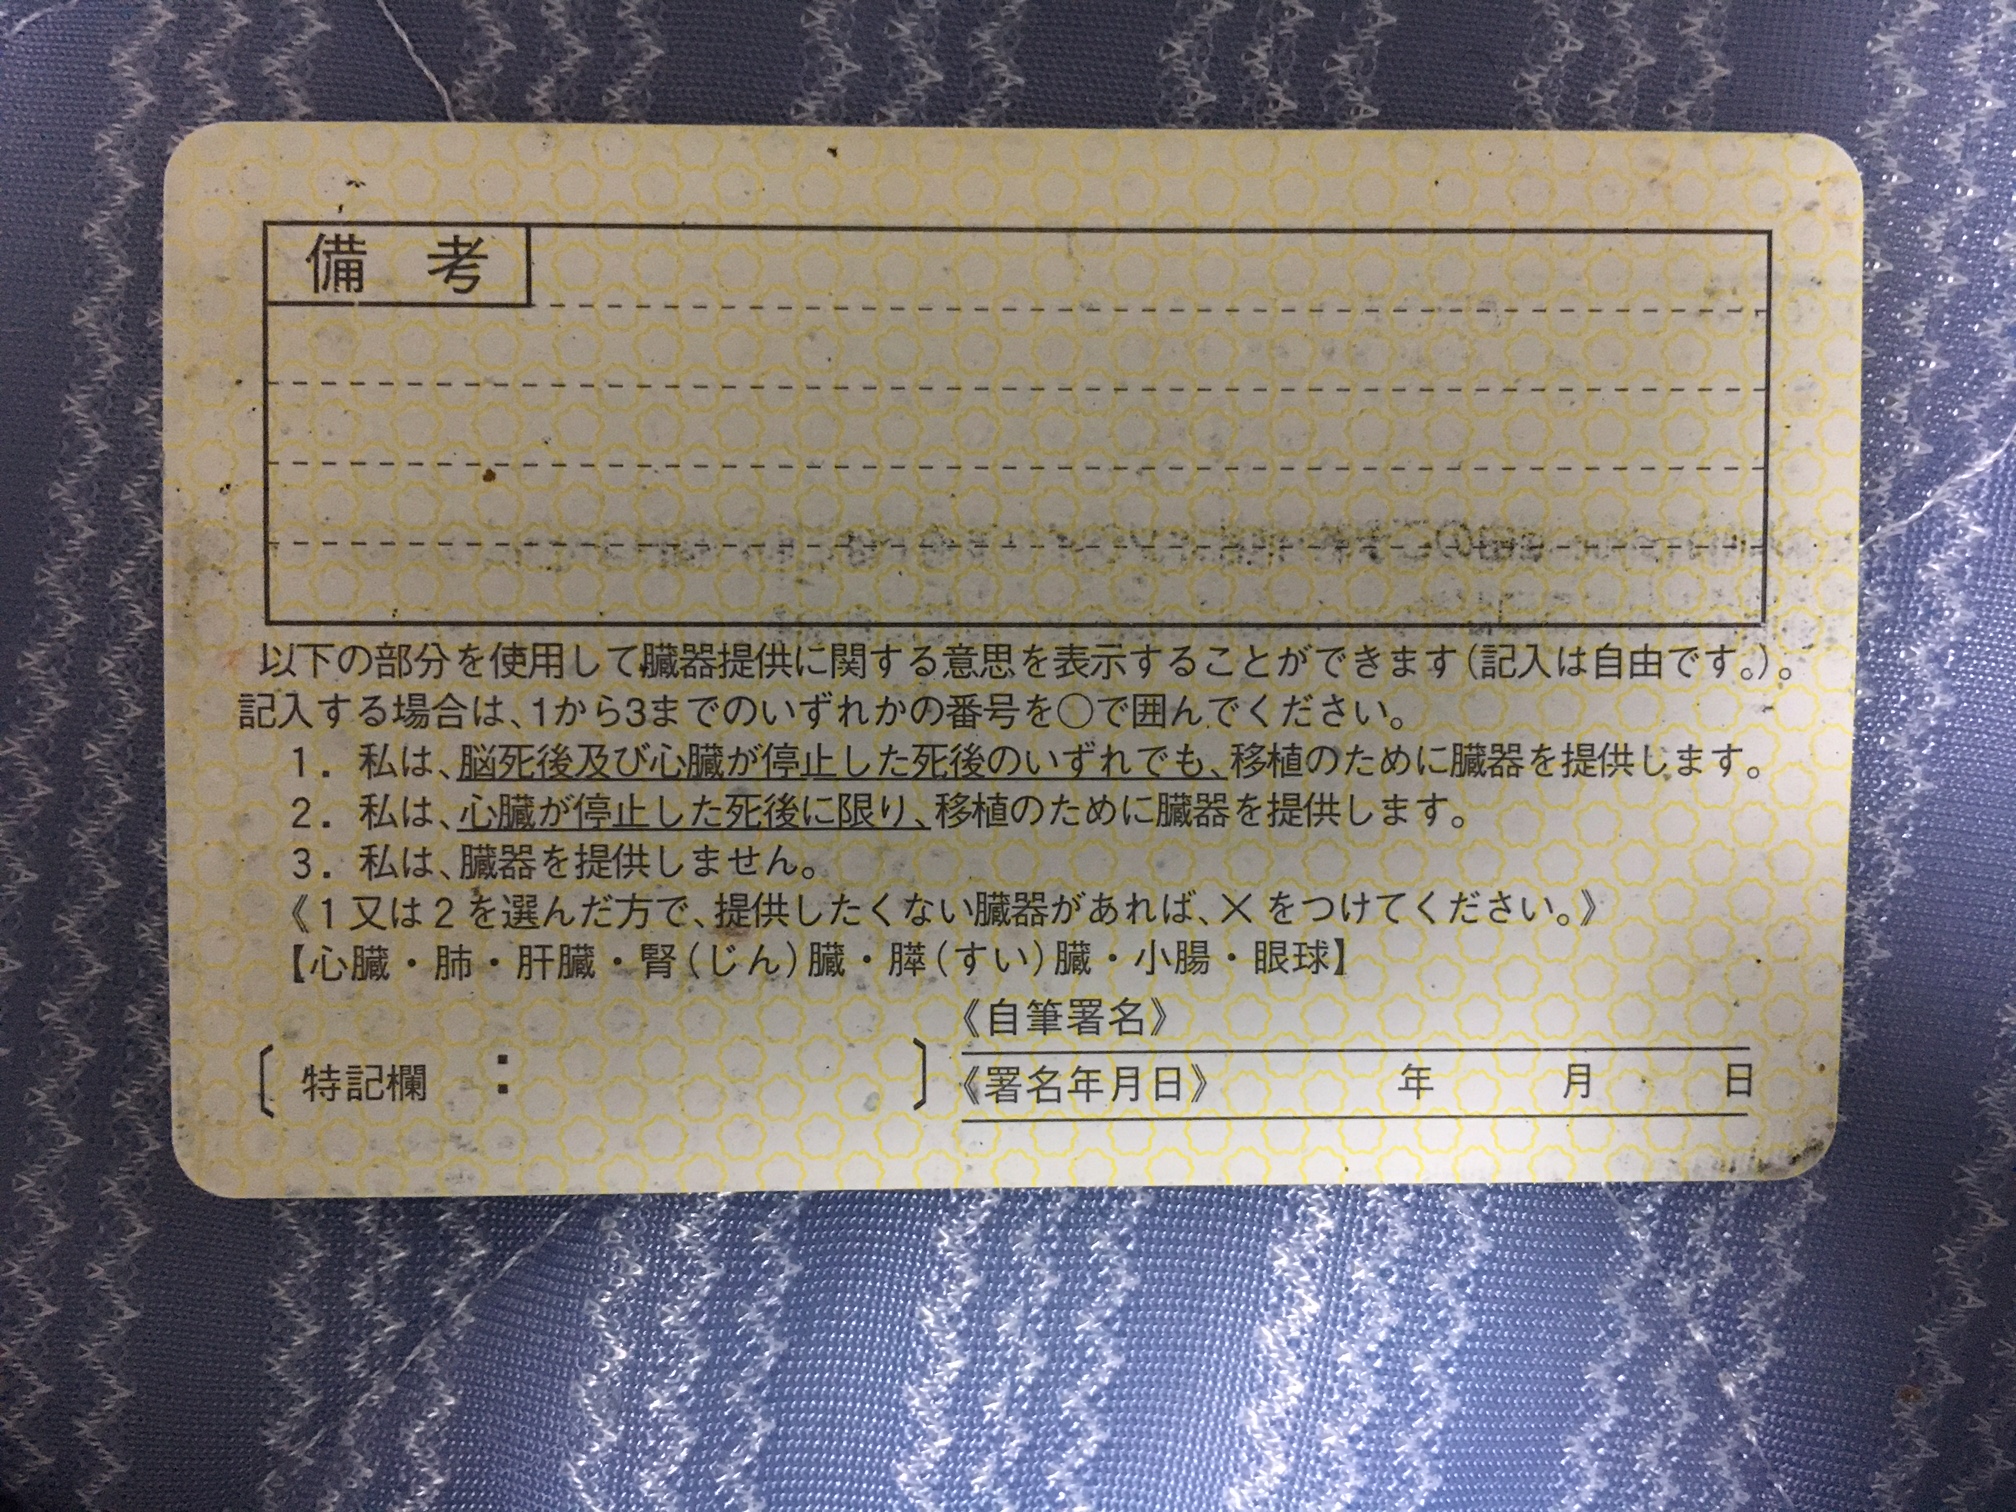 備考
以下の部分を使用して臓器提供に関する意思を表示することができます(記入は自由です。)。
記入する場合は、1から3までのいずれかの番号を○で囲んでください。
1. 私は、脳死後及び心臓が停止した死後のいずれでも、移植のために臓器を提供します。
2. 私は、心臓が停止した死後に限り、移植のために臓器を提供します。
3. 私は、臓器を提供しません。
《1又は2を選んだ方で、提供したくない臓器があれば、×をつけてください。》
【心臓・肺・肝臓・腎(じん)臓・膵(すい)臓・小腸・眼球】
〔特記欄: 〕
《自筆署名》
《署名年月日》 年 月 日